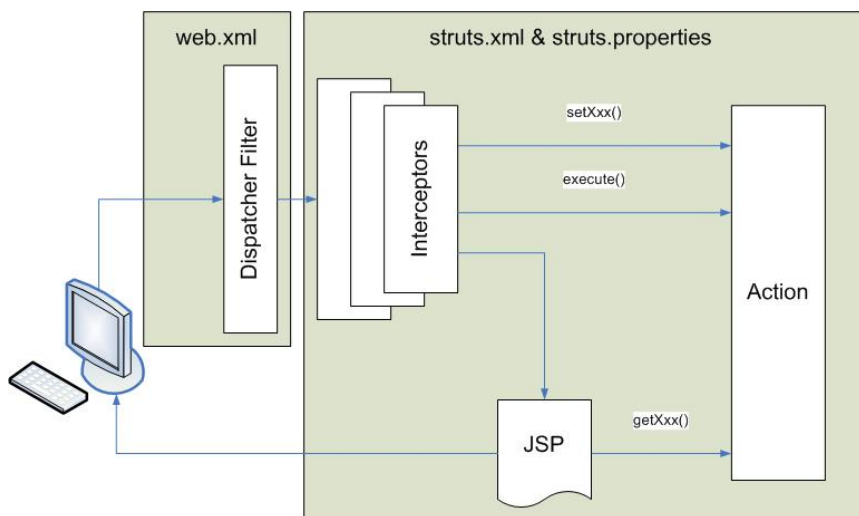 web.xml
struts.xml & struts.properties
Dispatcher Filter
Interceptors
setXxx()
execute()
Action
JSP
getXxx()